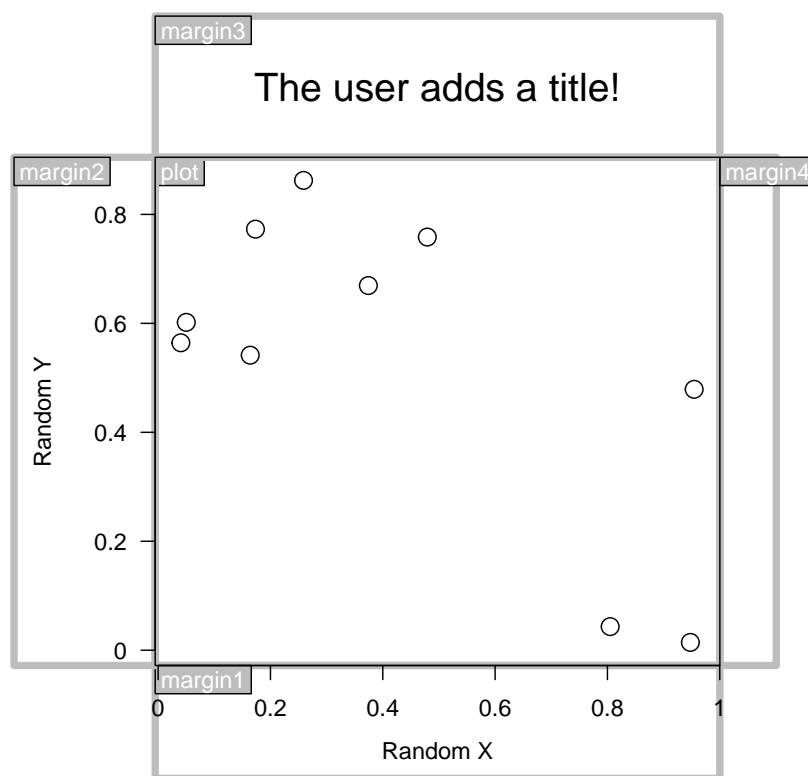 margin3
The user adds a title!
margin2
plot
margin4
0.8
0.6
0.4
0.2
0
Random Y
margin1
0 0.2 0.4 0.6 0.8 1
Random X